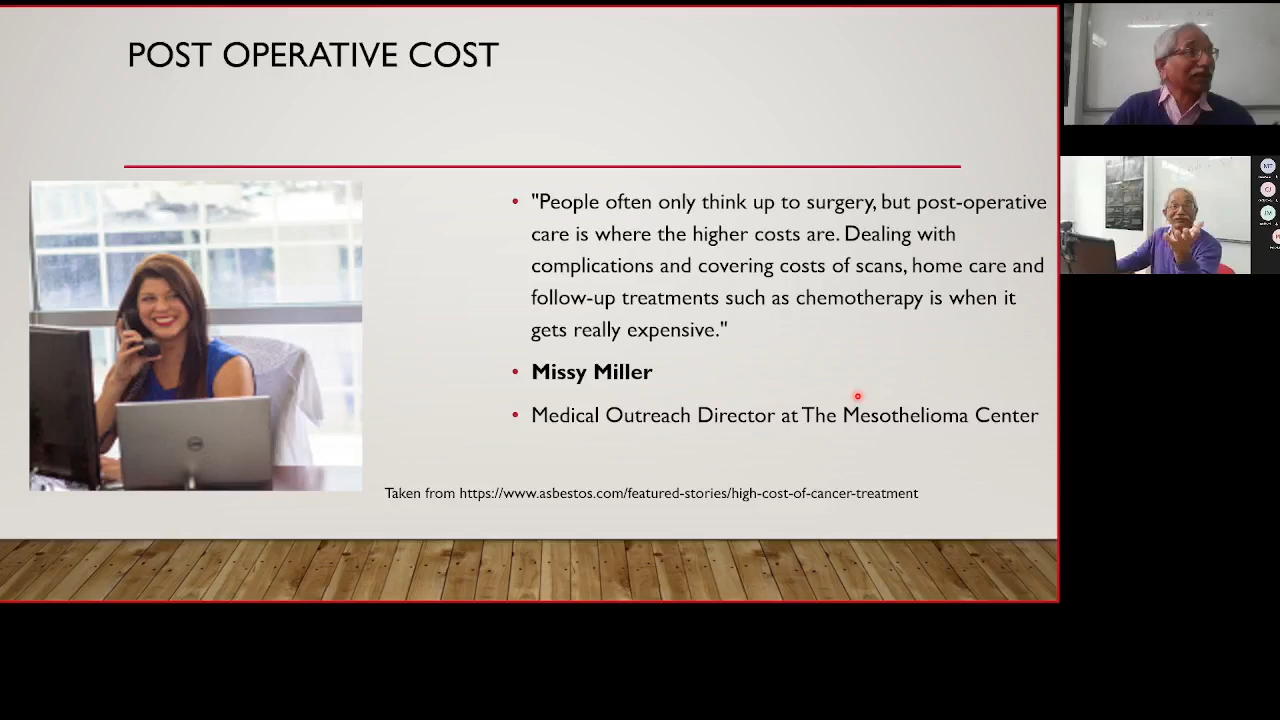 POST OPERATIVE COST
"People often only think up to surgery, but post-operative
care is where the higher costs are. Dealing with
complications and covering costs of scans, home care and
follow-up treatments such as chemotherapy is when it
gets really expensive."
Missy Miller
Medical Outreach Director at The Mesothelioma Center
Taken from https://www.asbestos.com/featured-stories/high-cost-of-cancer-treatment
MT
CJ